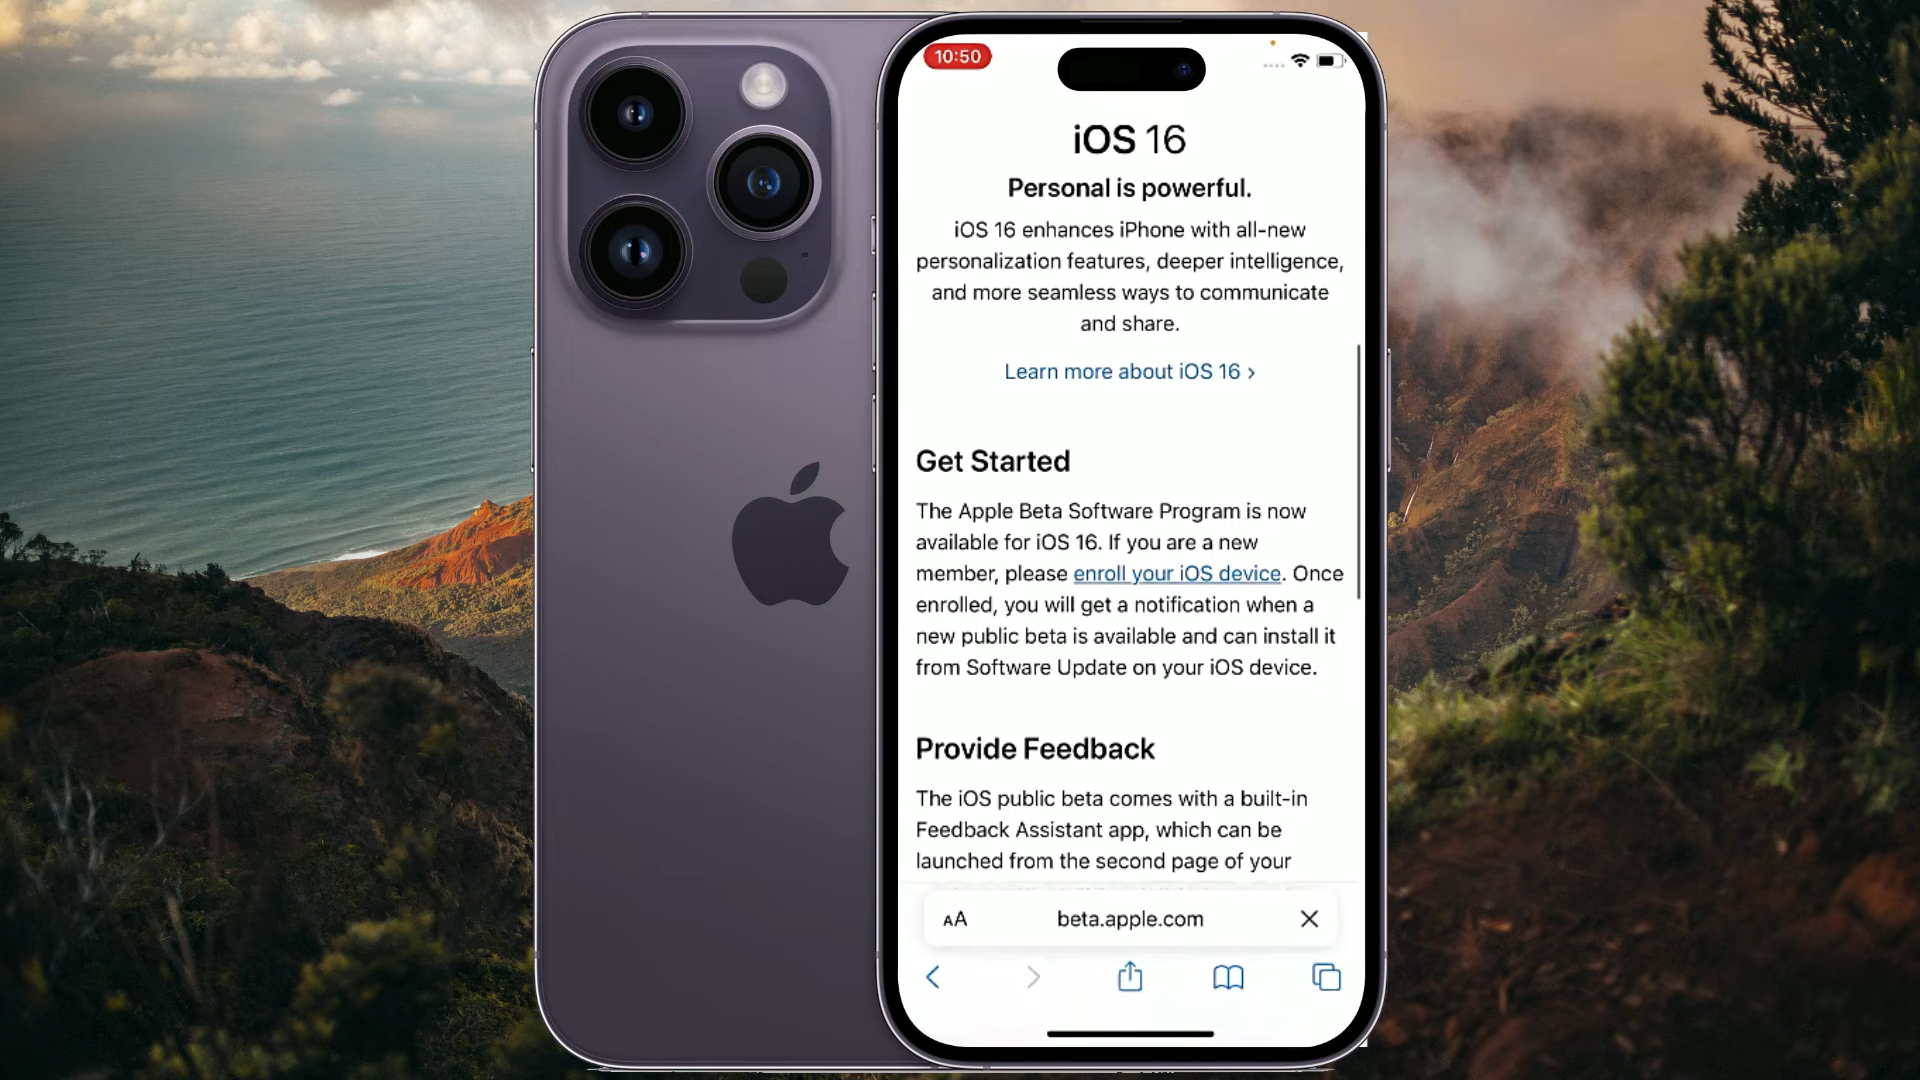 10:50
iOS 16
Personal is powerful.
iOS 16 enhances iPhone with all-new
personalization features, deeper intelligence,
and more seamless ways to communicate
and share.
Learn more about iOS 16 >
Get Started
The Apple Beta Software Program is now
available for iOS 16. If you are a new
member, please enroll your iOS device. Once
enrolled, you will get a notification when a
new public beta is available and can install it
from Software Update on your iOS device.
Provide Feedback
The iOS public beta comes with a built-in
Feedback Assistant app, which can be
launched from the second page of your
AA beta.apple.com